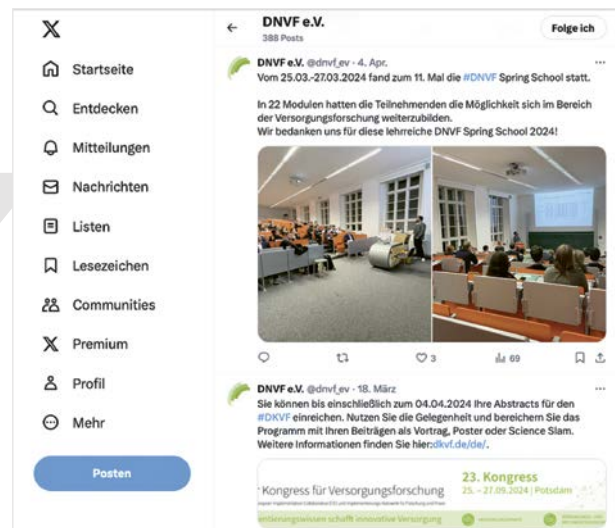 DNVF e.V.
388 Posts
Folge ich
Startseite
Entdecken
Mitteilungen
Nachrichten
Listen
Lesezeichen
Communities
Premium
Profil
Mehr
Posten
DNVF e.V. @dnvf_ev · 4. Apr.
Vom 25.03.-27.03.2024 fand zum 11. Mal die #DNVF Spring School statt.
In 22 Modulen hatten die Teilnehmenden die Möglichkeit sich im Bereich
der Versorgungsforschung weiterzubilden.
Wir bedanken uns für diese lehrreiche DNVF Spring School 2024!
3
69
DNVF e.V. @dnvf_ev · 18. März
Sie können bis einschließlich zum 04.04.2024 Ihre Abstracts für den
#DKVF einreichen. Nutzen Sie die Gelegenheit und bereichern Sie das
Programm mit Ihren Beiträgen als Vortrag, Poster oder Science Slam.
Weitere Informationen finden Sie hier:dkvf.de/de/.
Kongress für Versorgungsforschung
23. Kongress
25. – 27.09.2024 | Potsdam
entierungswissen schafft innovative Versorgung